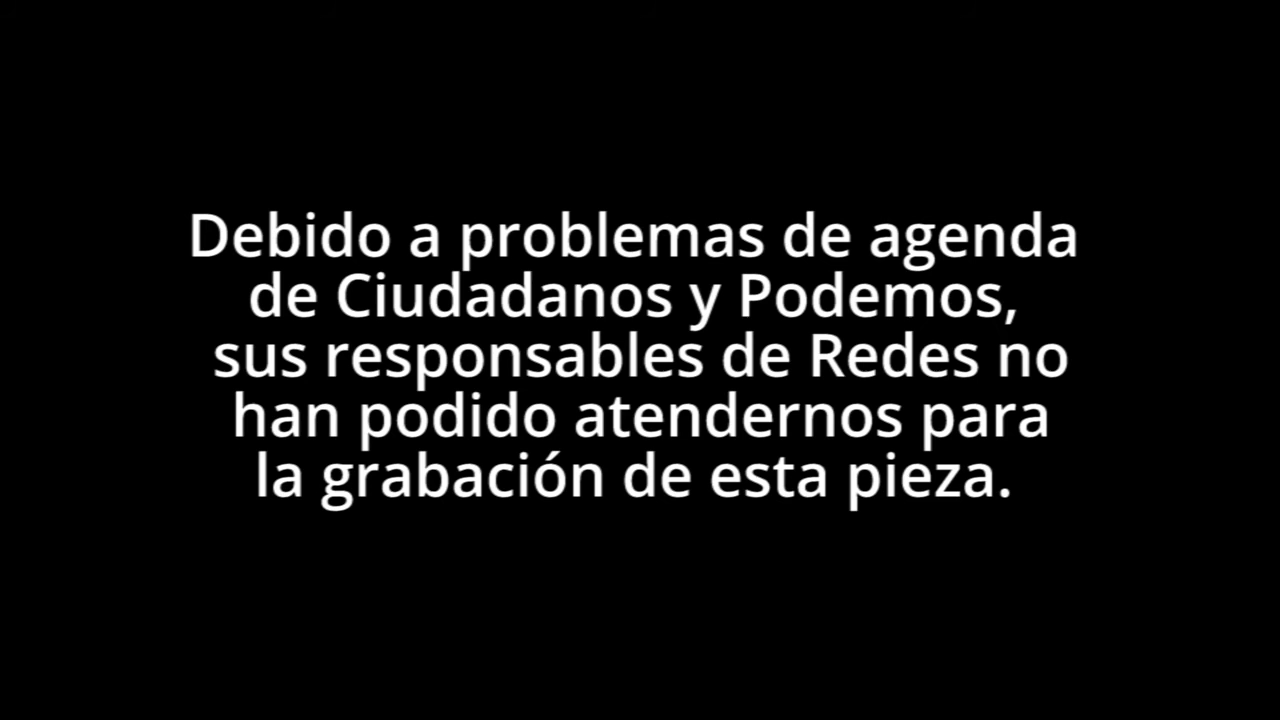 Debido a problemas de agenda
de Ciudadanos y Podemos,
sus responsables de Redes no
han podido atendernos para
la grabación de esta pieza.